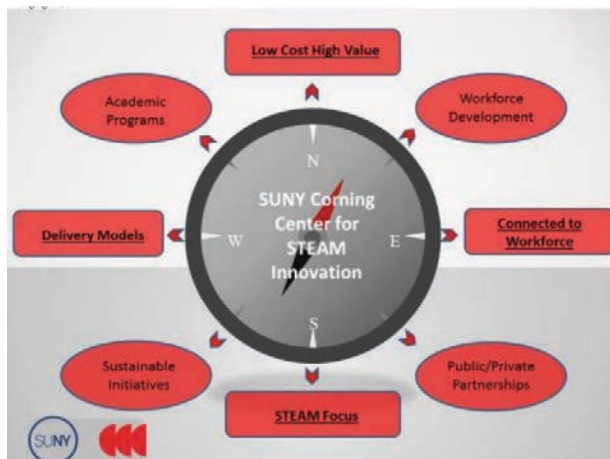 Low Cost High Value
Academic
Programs
Workforce
Development
N
SUNY Corning
Center for
STEAM
Innovation
W
E
Delivery Models
Connected to
Workforce
S
Sustainable
Initiatives
Public/Private
Partnerships
STEAM Focus
SUNY